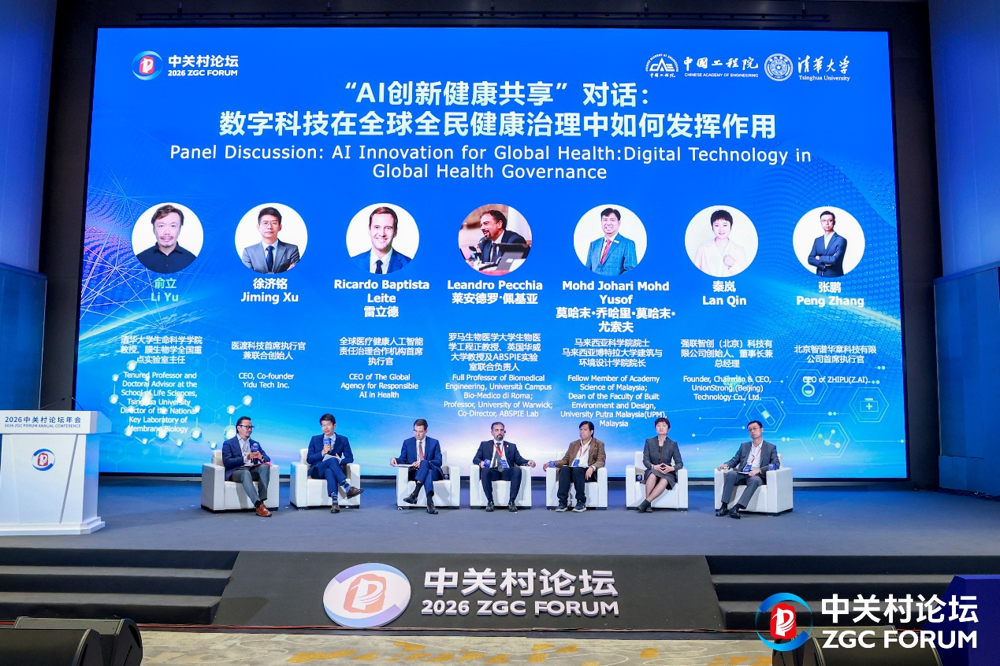 中关村论坛
2026 ZGC FORUM
中国工程院
CHINESE ACADEMY OF ENGINEERING
清华大学
Tsinghua University
“AI创新健康共享”对话：
数字科技在全球全民健康治理中如何发挥作用
Panel Discussion: AI Innovation for Global Health:Digital Technology in
Global Health Governance
俞立
Li Yu
清华大学生命科学学院
教授、膜生物学全国重
点实验室主任
Tenured Professor and
Doctoral Advisor at the
School of Life Sciences,
Tsinghua University
Director of the National
Key Laboratory of
Membrane Biology
徐济铭
Jiming Xu
医渡科技首席执行官
兼联合创始人
CEO, Co-founder
Yidu Tech Inc.
Ricardo Baptista
Leite
雷立德
全球医疗健康人工智能
责任治理合作机构首席
执行官
CEO of The Global
Agency for Responsible
AI in Health
Leandro Pecchia
莱安德罗·佩基亚
罗马生物医学大学生物医
学工程正教授、英国华威
大学教授及ABSPIE实验
室联合负责人
Full Professor of Biomedical
Engineering, Università Campus
Bio-Medico di Roma;
Professor, University of Warwick;
Co-Director, ABSPIE Lab
Mohd Johari Mohd
Yusof
莫哈末·乔哈里·莫哈末·
尤索夫
马来西亚科学院院士
马来西亚博特拉大学建筑与
环境设计学院院长
Fellow Member of Academy
Science of Malaysia;
Dean of the Faculty of Built
Environment and Design,
University Putra Malaysia(UPM),
Malaysia
秦岚
Lan Qin
强联智创（北京）科技有
限公司创始人、董事长兼
总经理
Founder, Chairman & CEO,
UnionStrong (Beijing)
Technology Co., Ltd.
张鹏
Peng Zhang
北京智谱华章科技有限
公司首席执行官
CEO of ZHIPU(Z.AI)
2026中关村论坛年会
2026 ZGC FORUM ANNUAL CONFERENCE
中关村论坛
2026 ZGC FORUM
中关村论坛
ZGC FORUM